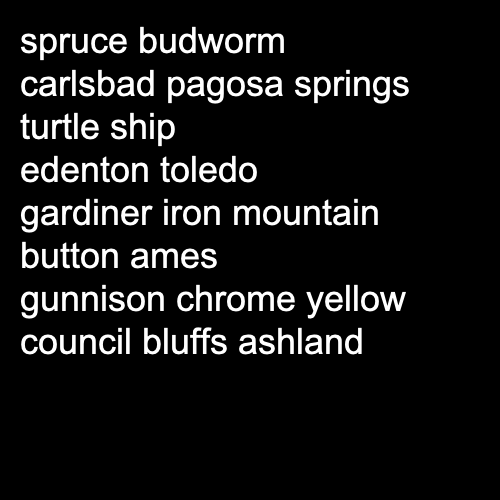 spruce budworm
carlsbad pagosa springs
turtle ship
edenton toledo
gardiner iron mountain
button ames
gunnison chrome yellow
council bluffs ashland